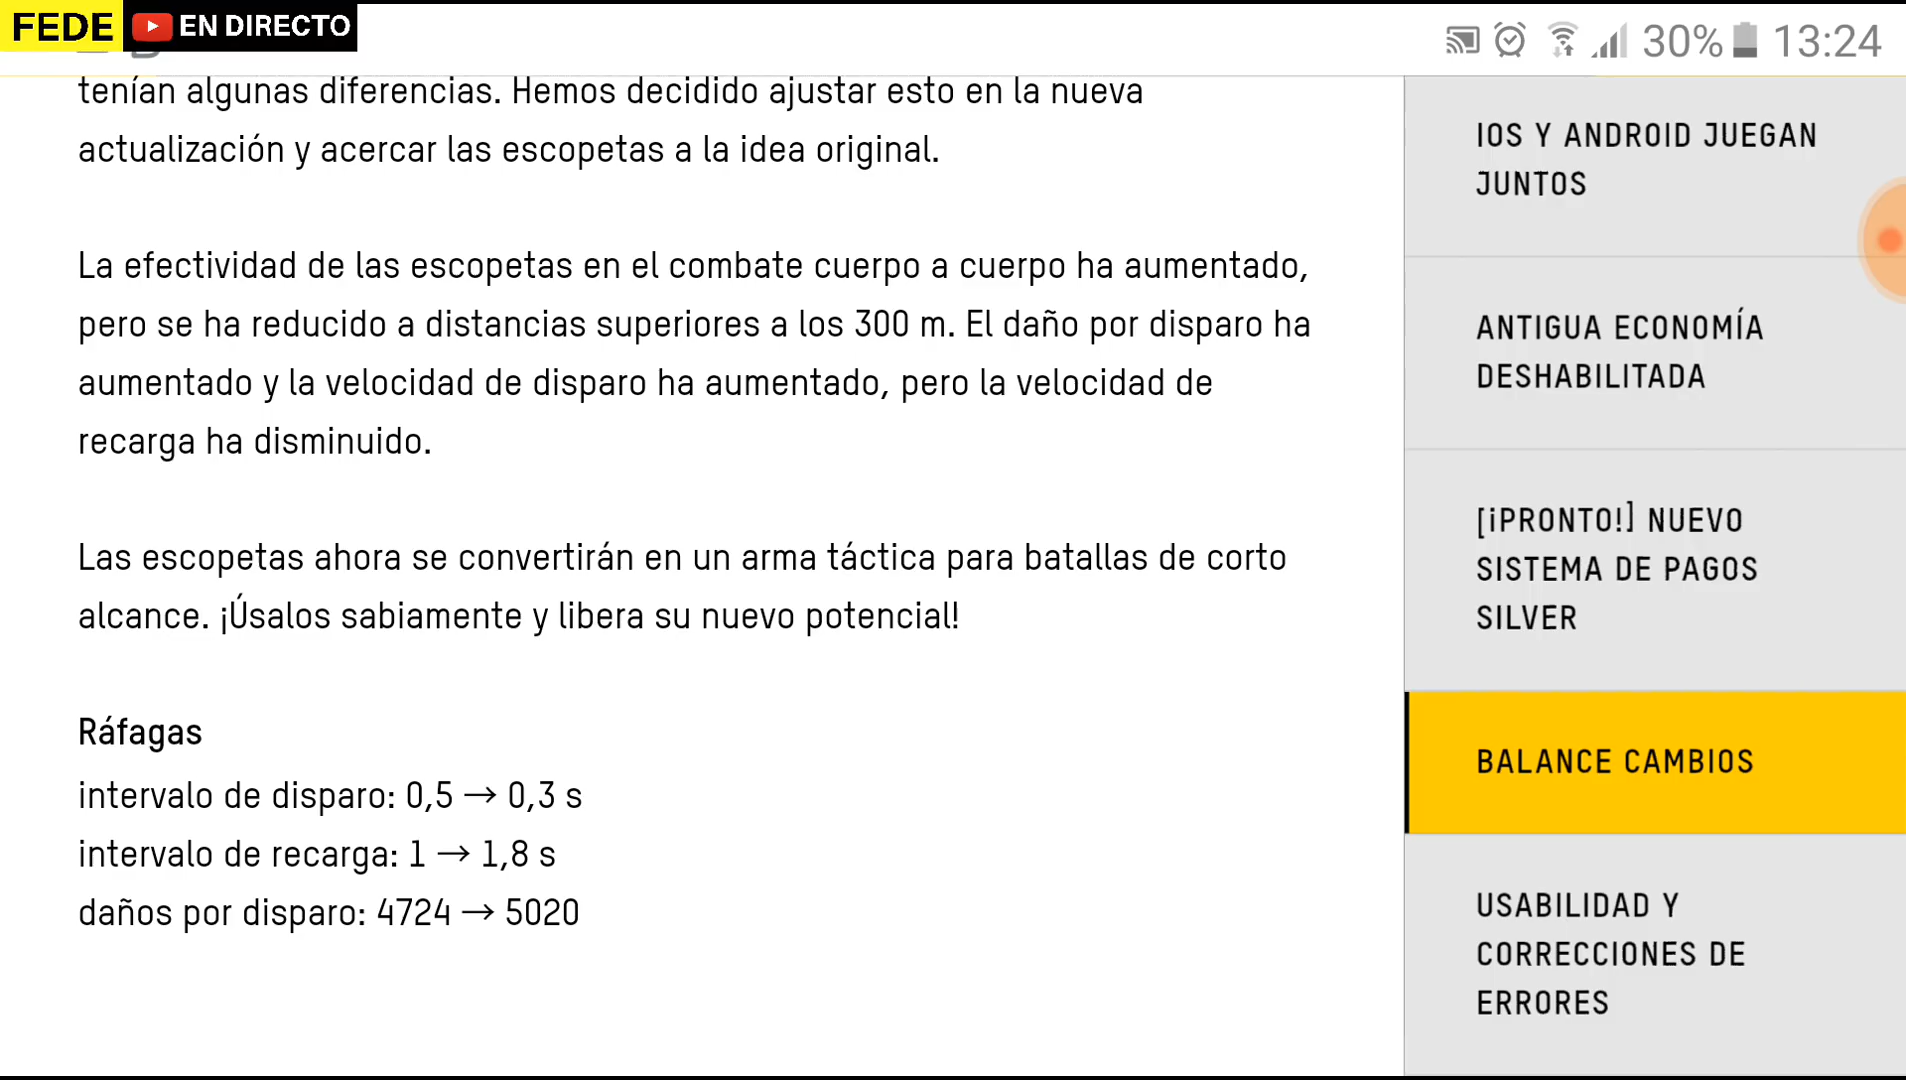 FEDE EN DIRECTO
30% 13:24
tenían algunas diferencias. Hemos decidido ajustar esto en la nueva
actualización y acercar las escopetas a la idea original.
La efectividad de las escopetas en el combate cuerpo a cuerpo ha aumentado,
pero se ha reducido a distancias superiores a los 300 m. El daño por disparo ha
aumentado y la velocidad de disparo ha aumentado, pero la velocidad de
recarga ha disminuido.
Las escopetas ahora se convertirán en un arma táctica para batallas de corto
alcance. ¡Úsalos sabiamente y libera su nuevo potencial!
Ráfagas
intervalo de disparo: 0,5 → 0,3 s
intervalo de recarga: 1 → 1,8 s
daños por disparo: 4724 → 5020
IOS Y ANDROID JUEGAN
JUNTOS
ANTIGUA ECONOMÍA
DESHABILITADA
[¡PRONTO!] NUEVO
SISTEMA DE PAGOS
SILVER
BALANCE CAMBIOS
USABILIDAD Y
CORRECCIONES DE
ERRORES